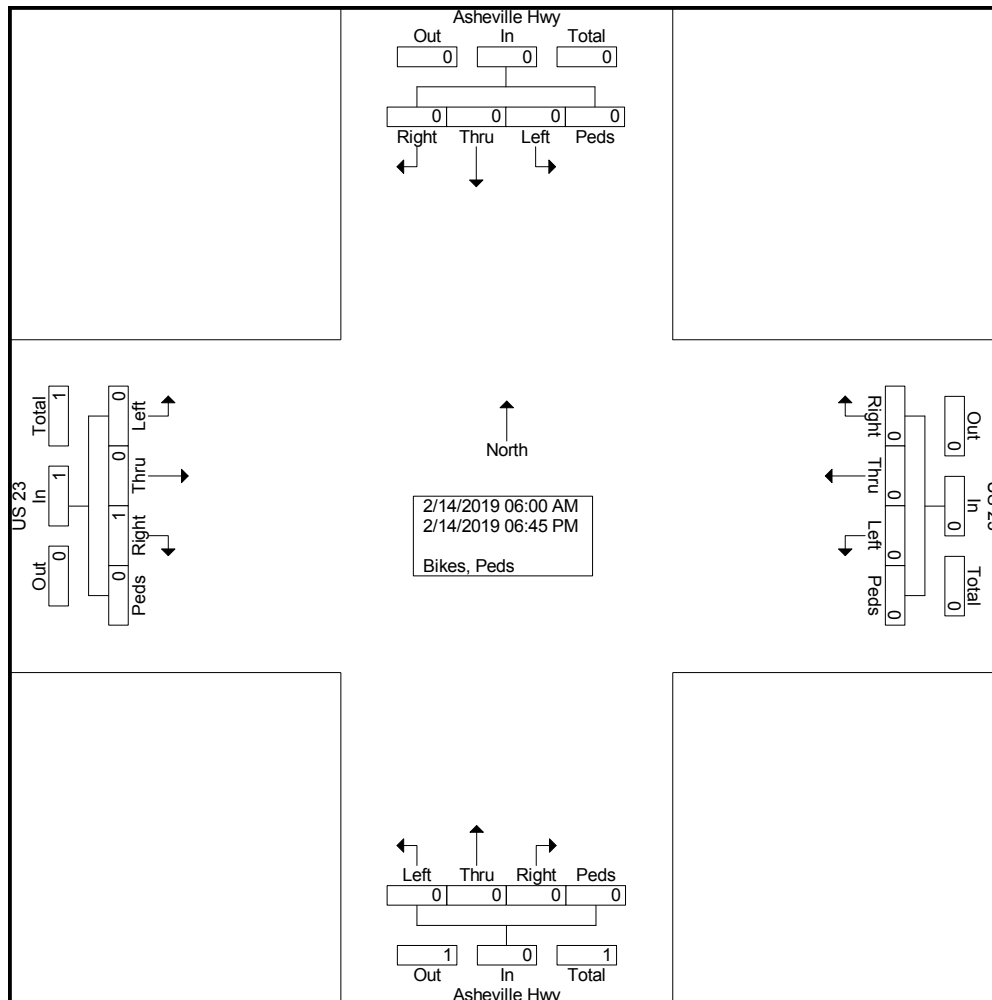 Asheville Hwy
Out In Total
0 0 0
0 0 0 0
Right Thru Left Peds
US 23
Total In Out
1 1 0
0 0 1 0
Left Thru Right Peds
North
2/14/2019 06:00 AM
2/14/2019 06:45 PM
Bikes, Peds
Right Thru Left Peds
0 0 0 0
Out In Total
0 0 0
Left Thru Right Peds
0 0 0 0
1 0 1
Out In Total
Asheville Hwy